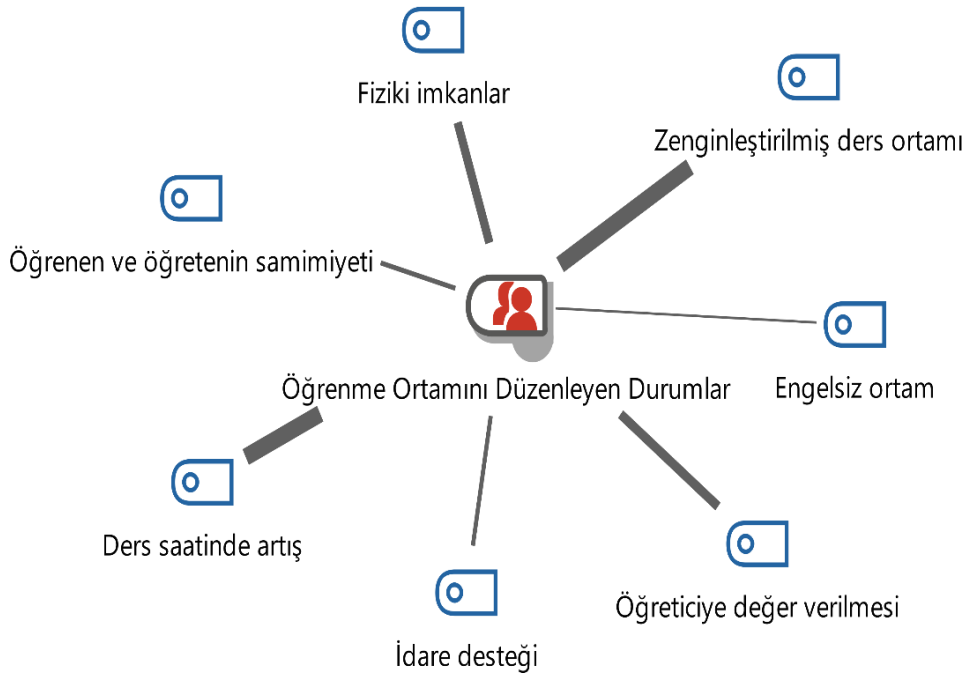 Fiziki imkanlar
Zenginleştirilmiş ders ortamı
Öğrenen ve öğretenin samimiyeti
Öğrenme Ortamını Düzenleyen Durumlar
Engelsiz ortam
Ders saatinde artış
Öğreticiye değer verilmesi
İdare desteği